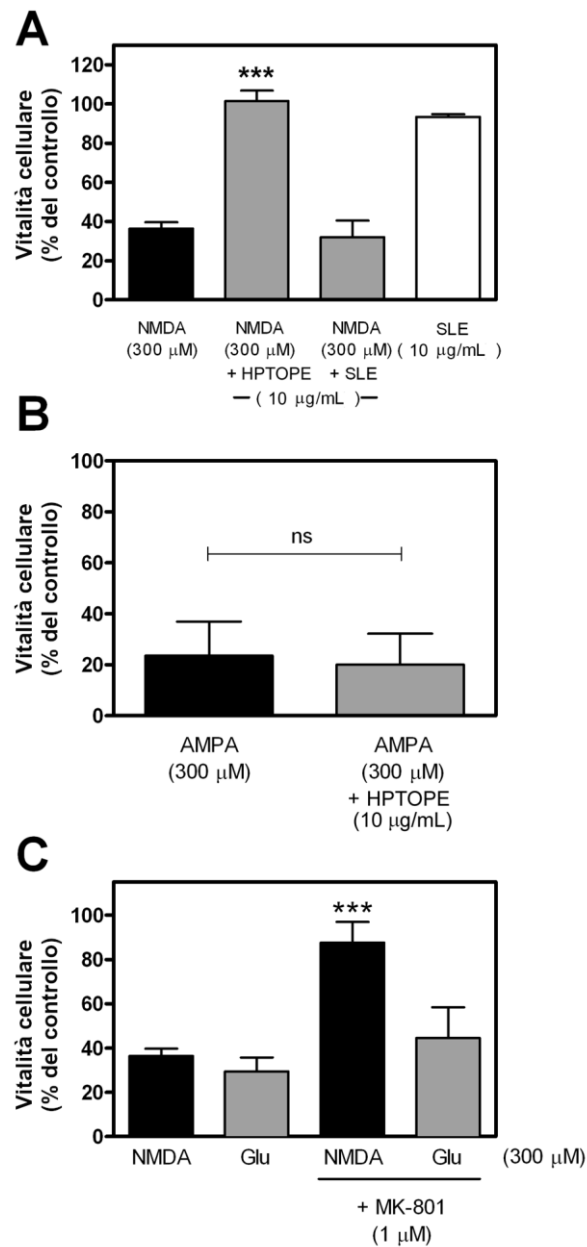 A
Vitalità cellulare
(% del controllo)
120
100
80
60
40
20
0
***
NMDA NMDA NMDA SLE
(300 μM) (300 μM) (300 μM) ( 10 μg/mL )
+ HPTOPE + SLE
— ( 10 μg/mL ) —
B
Vitalità cellulare
(% del controllo)
100
80
60
40
20
0
ns
AMPA AMPA
(300 μM) (300 μM)
+ HPTOPE
(10 μg/mL)
C
Vitalità cellulare
(% del controllo)
100
80
60
40
20
0
***
NMDA Glu NMDA Glu (300 μM)
+ MK-801
(1 μM)